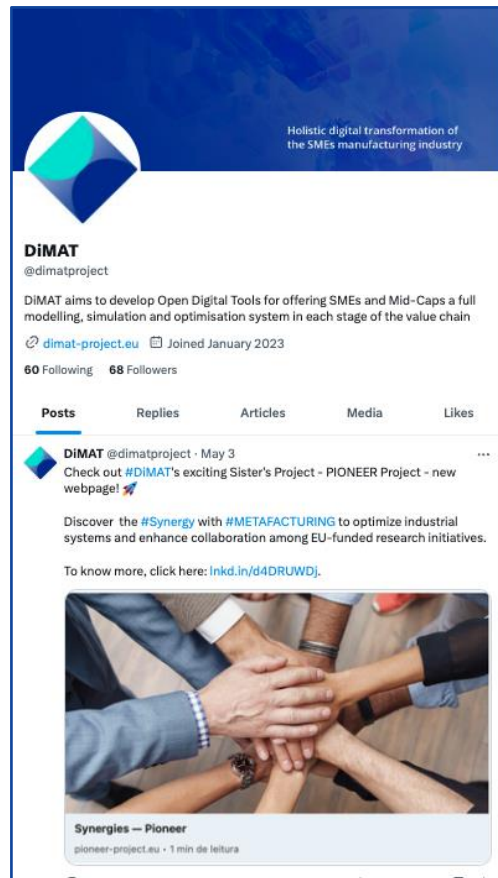 Holistic digital transformation of
the SMEs manufacturing industry
DiMAT
@dimatproject
DiMAT aims to develop Open Digital Tools for offering SMEs and Mid-Caps a full
modelling, simulation and optimisation system in each stage of the value chain
dimat-project.eu Joined January 2023
60 Following 68 Followers
Posts Replies Articles Media Likes
DiMAT @dimatproject · May 3 ...
Check out #DiMAT's exciting Sister's Project - PIONEER Project - new
webpage! 🚀
Discover the #Synergy with #METAFACTURING to optimize industrial
systems and enhance collaboration among EU-funded research initiatives.
To know more, click here: lnkd.in/d4DRUWDj.
Synergies — Pioneer
pioneer-project.eu • 1 min de leitura